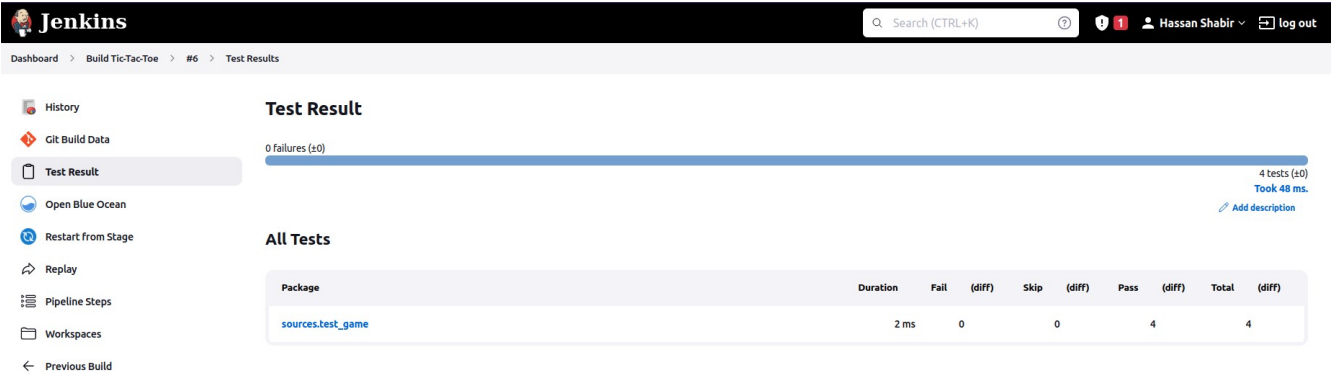 Jenkins
Search (CTRL+K)
1
Hassan Shabir
log out
Dashboard > Build Tic-Tac-Toe > #6 > Test Results
History
Git Build Data
Test Result
Open Blue Ocean
Restart from Stage
Replay
Pipeline Steps
Workspaces
Previous Build
Test Result
0 failures (±0)
4 tests (±0)
Took 48 ms.
Add description
All Tests
Package Duration Fail (diff) Skip (diff) Pass (diff) Total (diff)
sources.test_game 2 ms 0 0 4 4